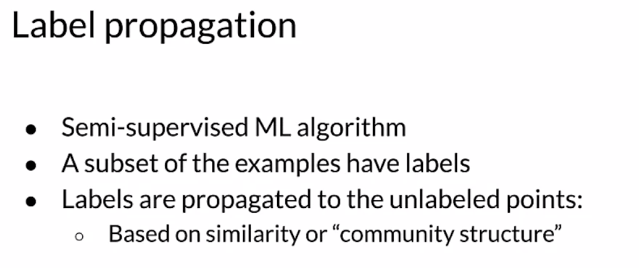 Label propagation
● Semi-supervised ML algorithm
● A subset of the examples have labels
● Labels are propagated to the unlabeled points:
○ Based on similarity or “community structure”